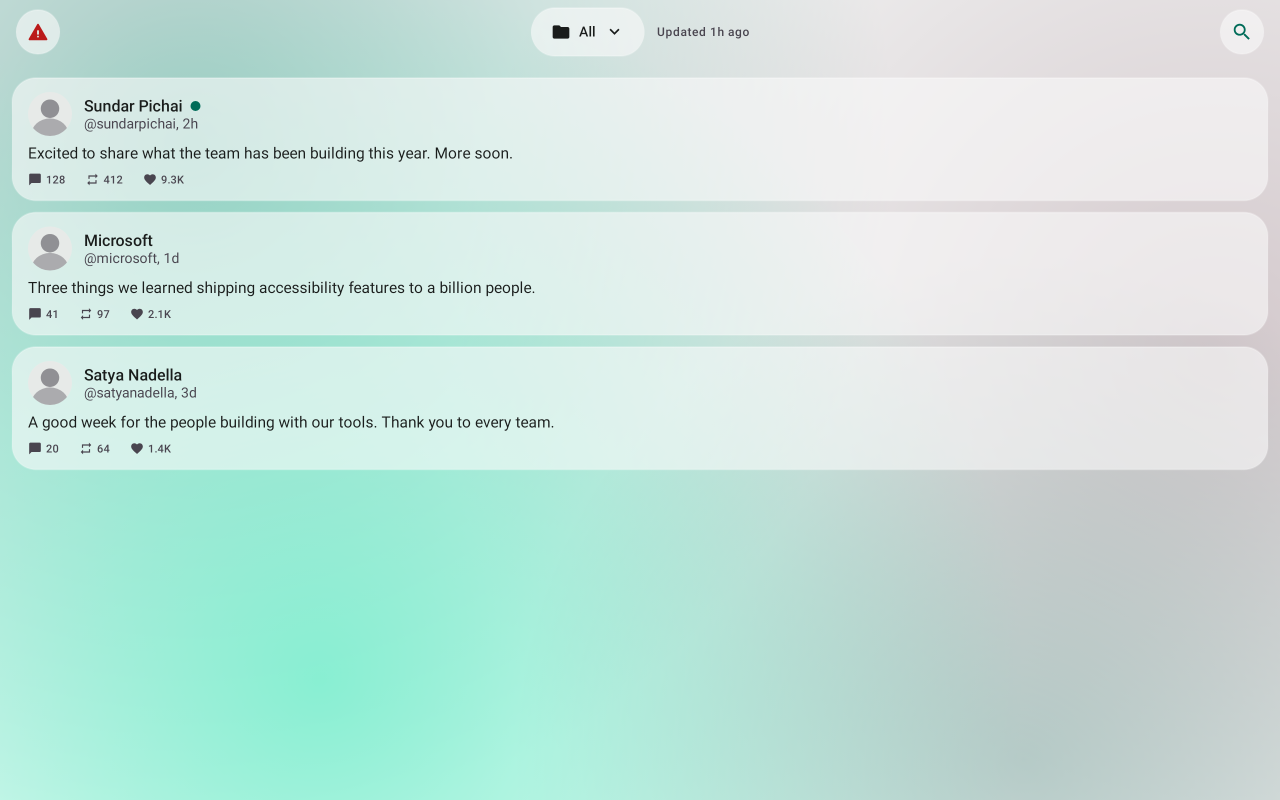 All
Updated 1h ago
Sundar Pichai
@sundarpichai, 2h
Excited to share what the team has been building this year. More soon.
128 412 9.3K
Microsoft
@microsoft, 1d
Three things we learned shipping accessibility features to a billion people.
41 97 2.1K
Satya Nadella
@satyanadella, 3d
A good week for the people building with our tools. Thank you to every team.
20 64 1.4K